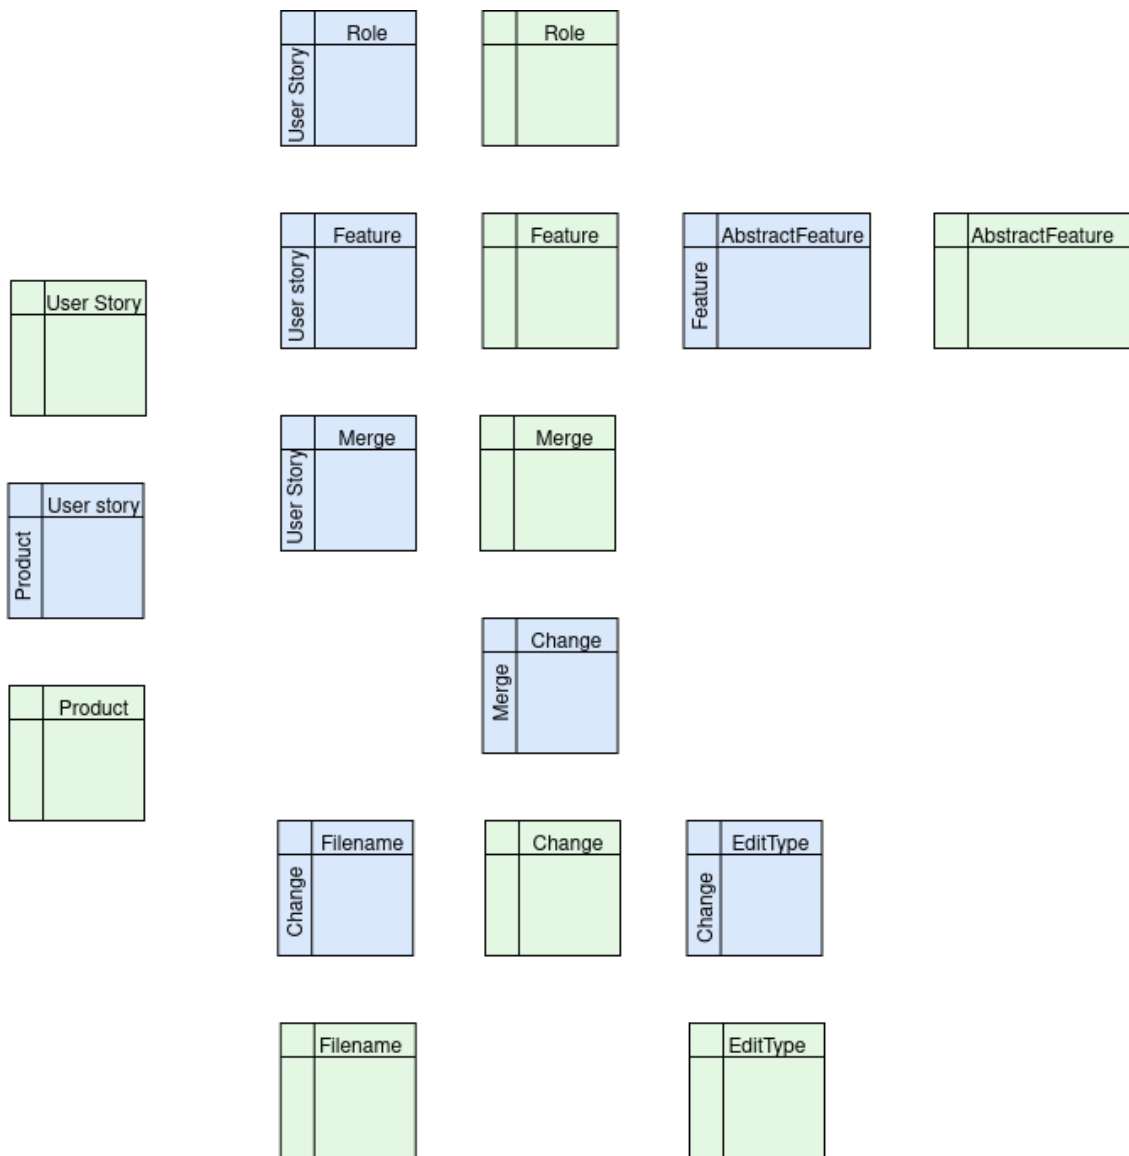 Role
User Story
Role
Feature
User story
Feature
AbstractFeature
Feature
AbstractFeature
User Story
Merge
User Story
Merge
User story
Product
Change
Merge
Product
Filename
Change
Change
EditType
Change
Filename
EditType